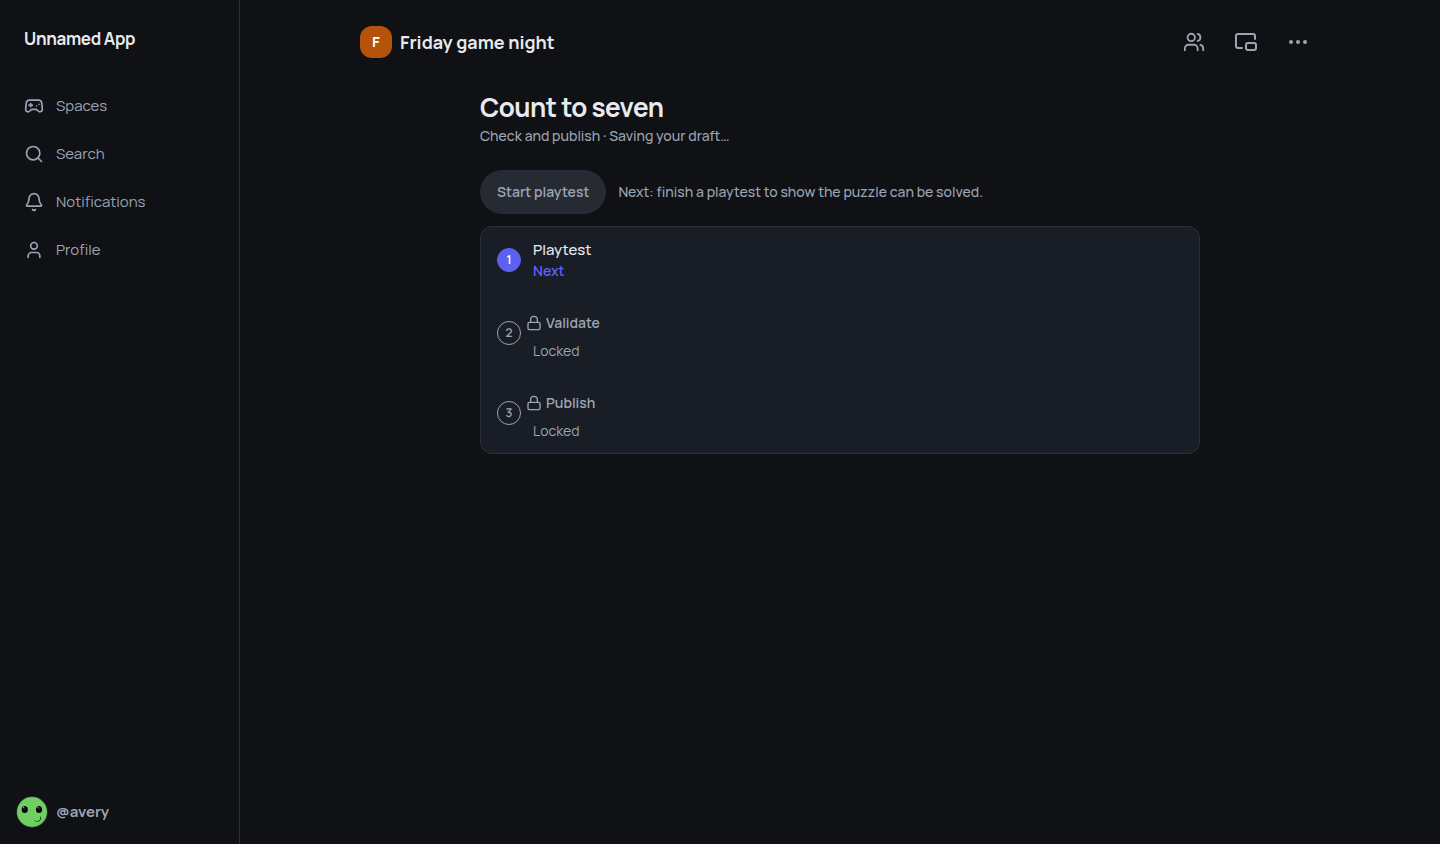 Unnamed App
Spaces
Search
Notifications
Profile
@avery
F
Friday game night
Count to seven
Check and publish · Saving your draft…
Start playtest
Next: finish a playtest to show the puzzle can be solved.
1
Playtest
Next
2
Validate
Locked
3
Publish
Locked